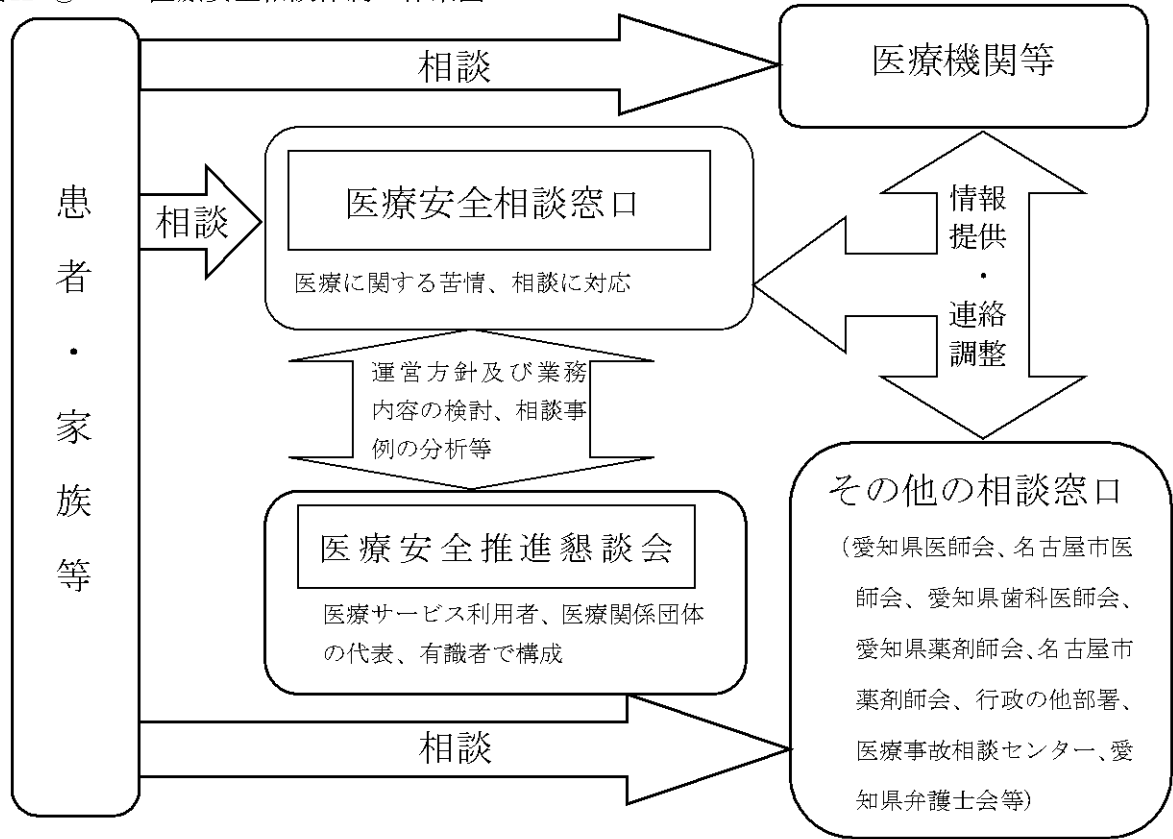 患者・家族等
相談
医療機関等
相談
医療安全相談窓口
医療に関する苦情、相談に対応
情報
提供
・
連絡
調整
運営方針及び業務
内容の検討、相談事
例の分析等
医療安全推進懇談会
医療サービス利用者、医療関係団体
の代表、有識者で構成
相談
その他の相談窓口
(愛知県医師会、名古屋市医
師会、愛知県歯科医師会、
愛知県薬剤師会、名古屋市
薬剤師会、行政の他部署、
医療事故相談センター、愛
知県弁護士会等)